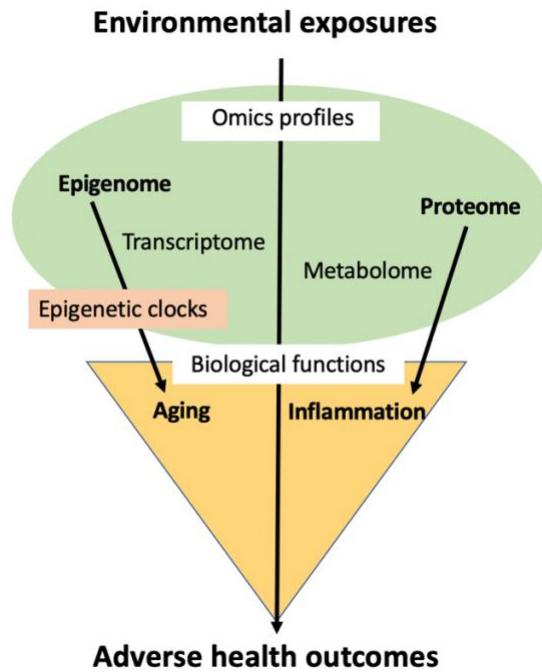 Environmental exposures
Omics profiles
Epigenome
Proteome
Transcriptome
Metabolome
Epigenetic clocks
Biological functions
Aging
Inflammation
Adverse health outcomes